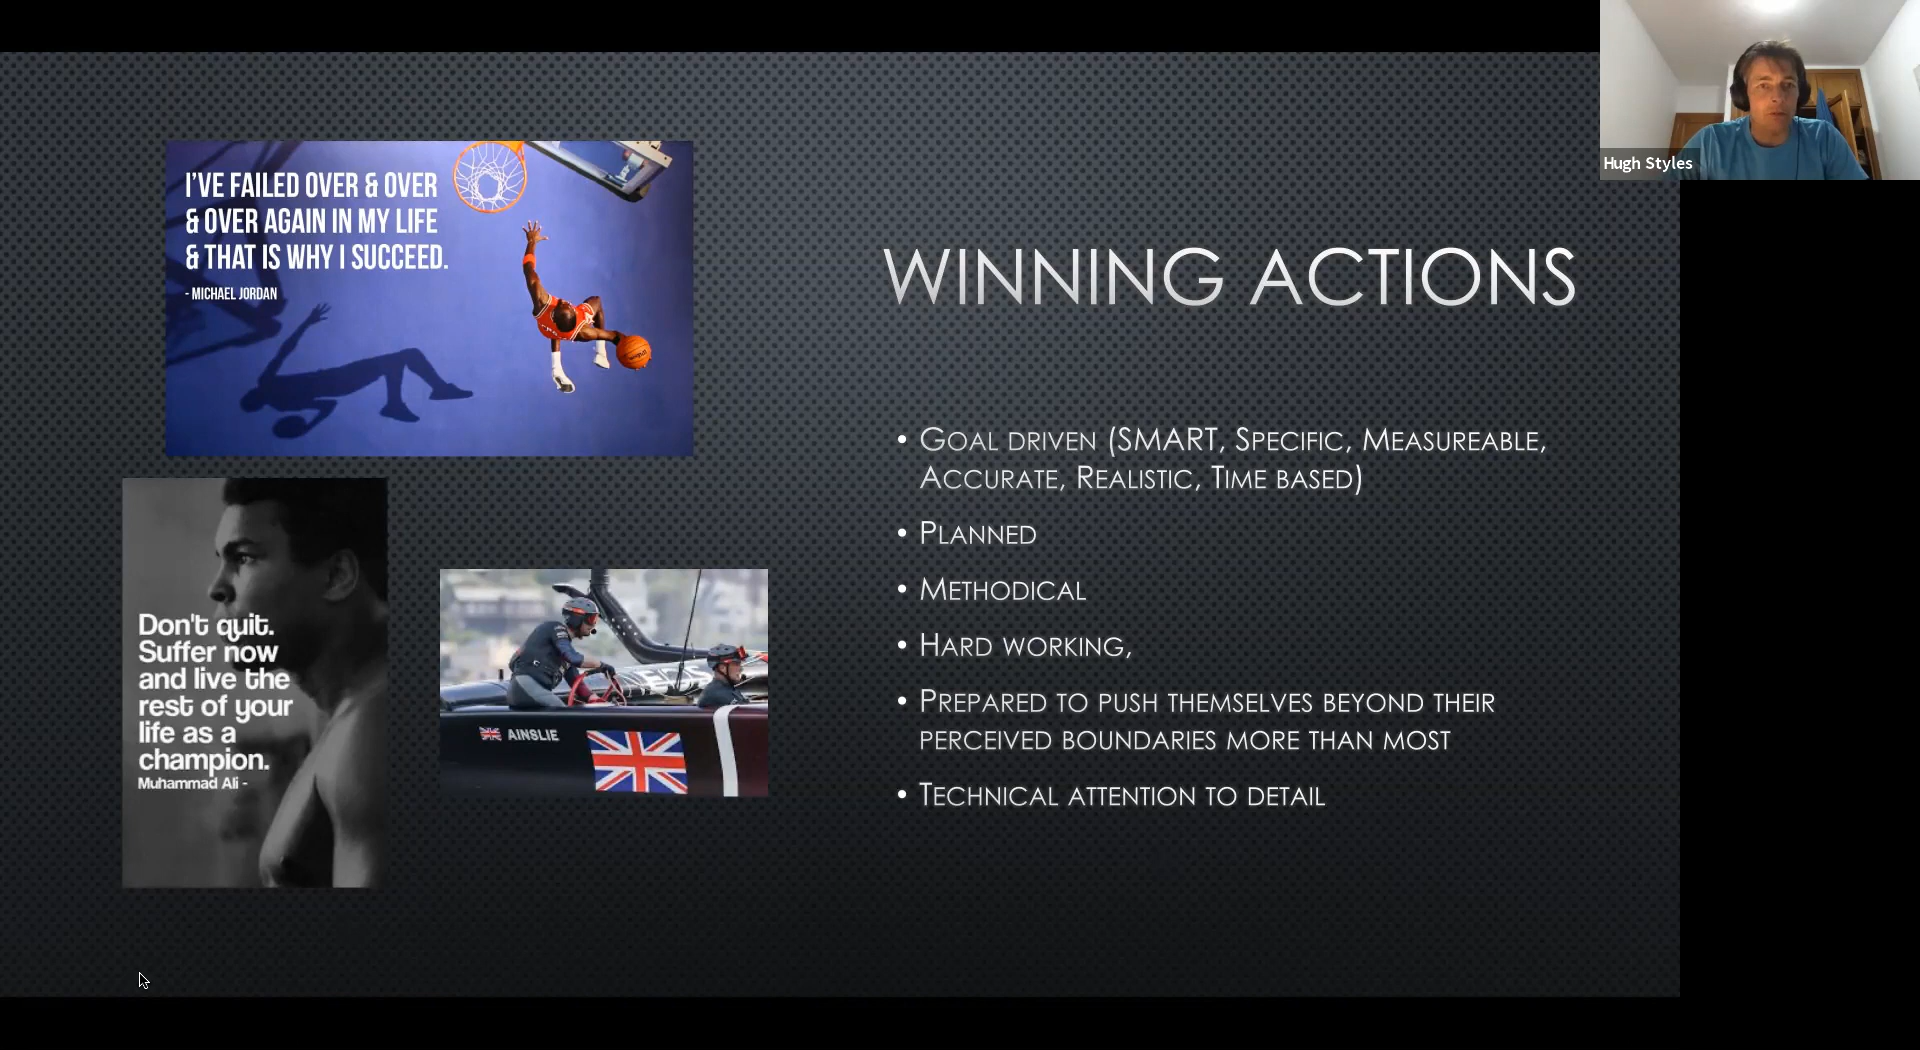 I'VE FAILED OVER & OVER
& OVER AGAIN IN MY LIFE
& THAT IS WHY I SUCCEED.
- MICHAEL JORDAN
Don't quit.
Suffer now
and live the
rest of your
life as a
champion.
Muhammad Ali -
AINSLIE
WINNING ACTIONS
• GOAL DRIVEN (SMART, SPECIFIC, MEASUREABLE,
ACCURATE, REALISTIC, TIME BASED)
• PLANNED
• METHODICAL
• HARD WORKING,
• PREPARED TO PUSH THEMSELVES BEYOND THEIR
PERCEIVED BOUNDARIES MORE THAN MOST
• TECHNICAL ATTENTION TO DETAIL
Hugh Styles